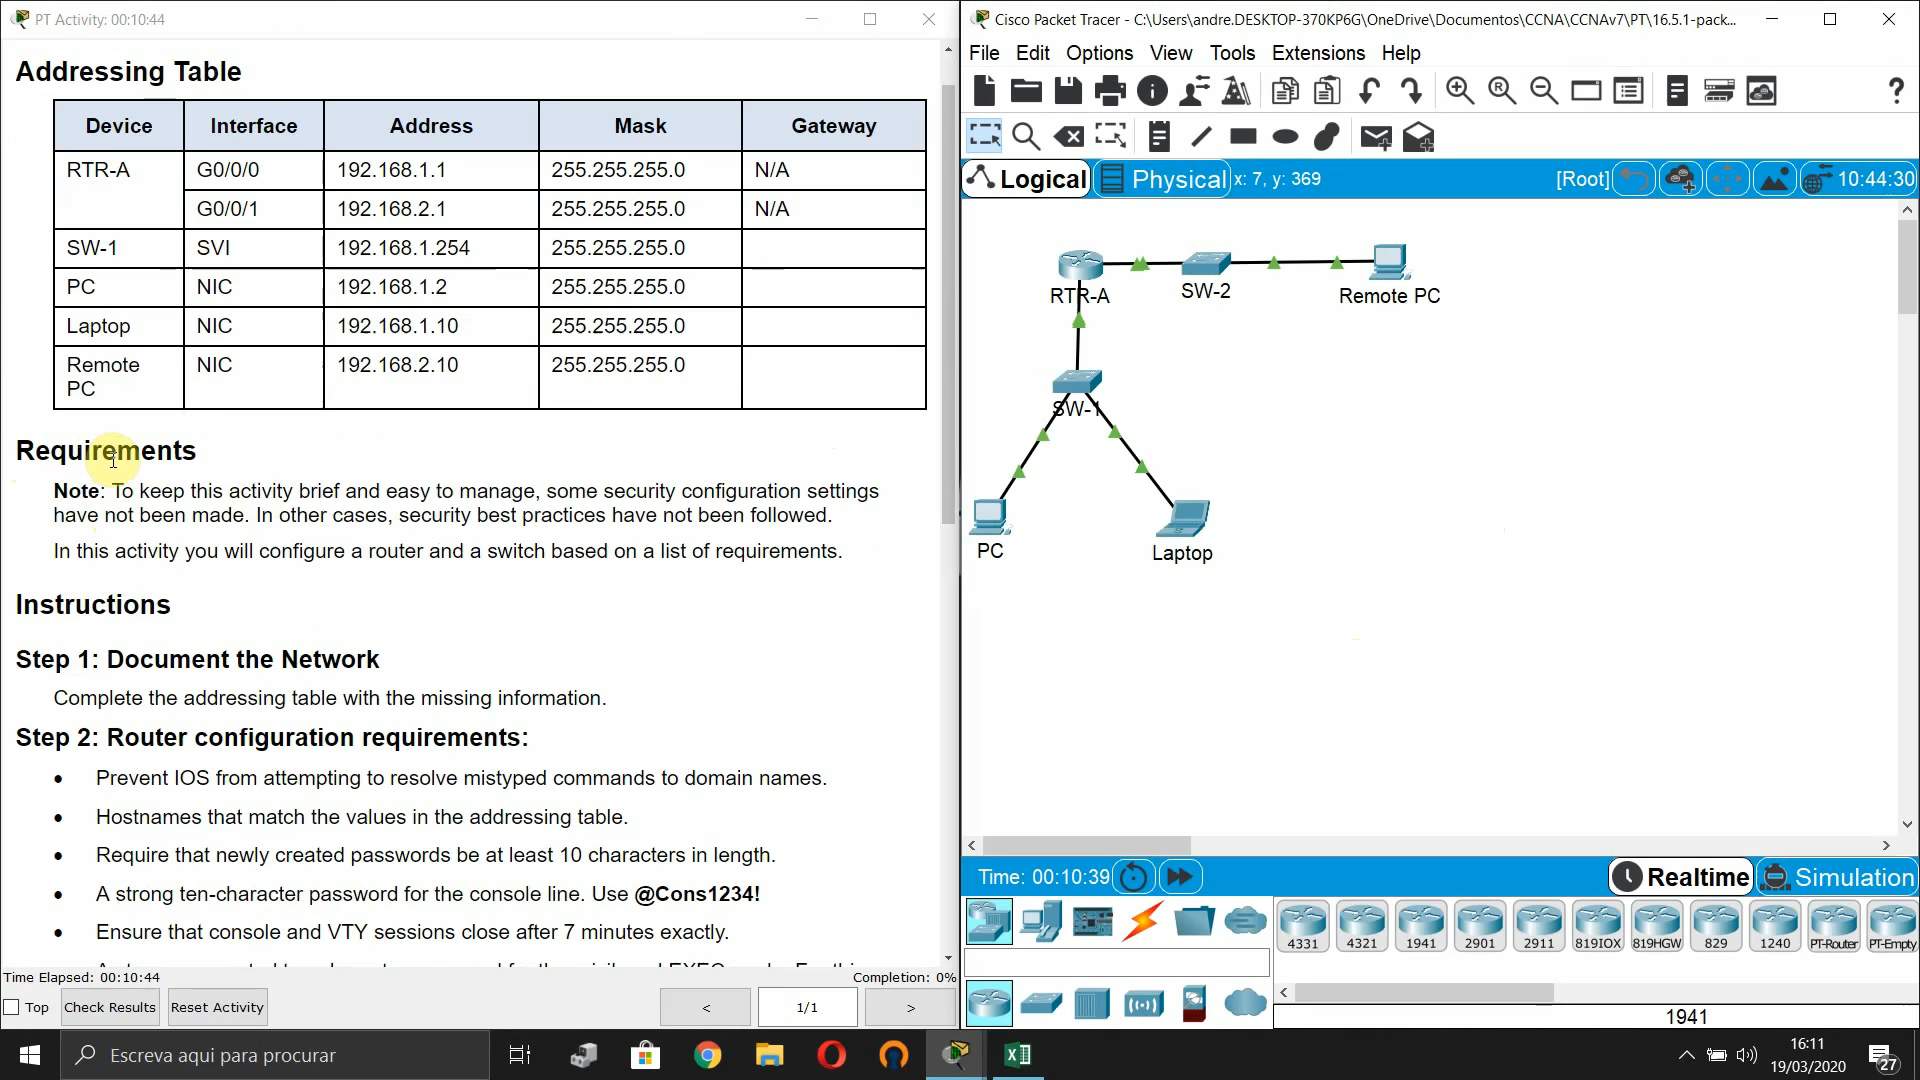 PT Activity: 00:10:44
Addressing Table
Device Interface Address Mask Gateway
RTR-A G0/0/0 192.168.1.1 255.255.255.0 N/A
G0/0/1 192.168.2.1 255.255.255.0 N/A
SW-1 SVI 192.168.1.254 255.255.255.0
PC NIC 192.168.1.2 255.255.255.0
Laptop NIC 192.168.1.10 255.255.255.0
Remote NIC 192.168.2.10 255.255.255.0
PC
Requirements
Note: To keep this activity brief and easy to manage, some security configuration settings
have not been made. In other cases, security best practices have not been followed.
In this activity you will configure a router and a switch based on a list of requirements.
Instructions
Step 1: Document the Network
Complete the addressing table with the missing information.
Step 2: Router configuration requirements:
• Prevent IOS from attempting to resolve mistyped commands to domain names.
• Hostnames that match the values in the addressing table.
• Require that newly created passwords be at least 10 characters in length.
• A strong ten-character password for the console line. Use @Cons1234!
• Ensure that console and VTY sessions close after 7 minutes exactly.
Time Elapsed: 00:10:44 Completion: 0%
Top Check Results Reset Activity < 1/1 >
Cisco Packet Tracer - C:\Users\andre.DESKTOP-370KP6G\OneDrive\Documentos\CCNA\CCNAv7\PT\16.5.1-pack...
File Edit Options View Tools Extensions Help
Logical Physical x: 7, y: 369 [Root] 10:44:30
RTR-A SW-2 Remote PC
SW-1
PC Laptop
Time: 00:10:39 Realtime Simulation
4331 4321 1941 2901 2911 819IOX 819HGW 829 1240 PT-Router PT-Empty
1941
Escreva aqui para procurar
16:11
19/03/2020
27